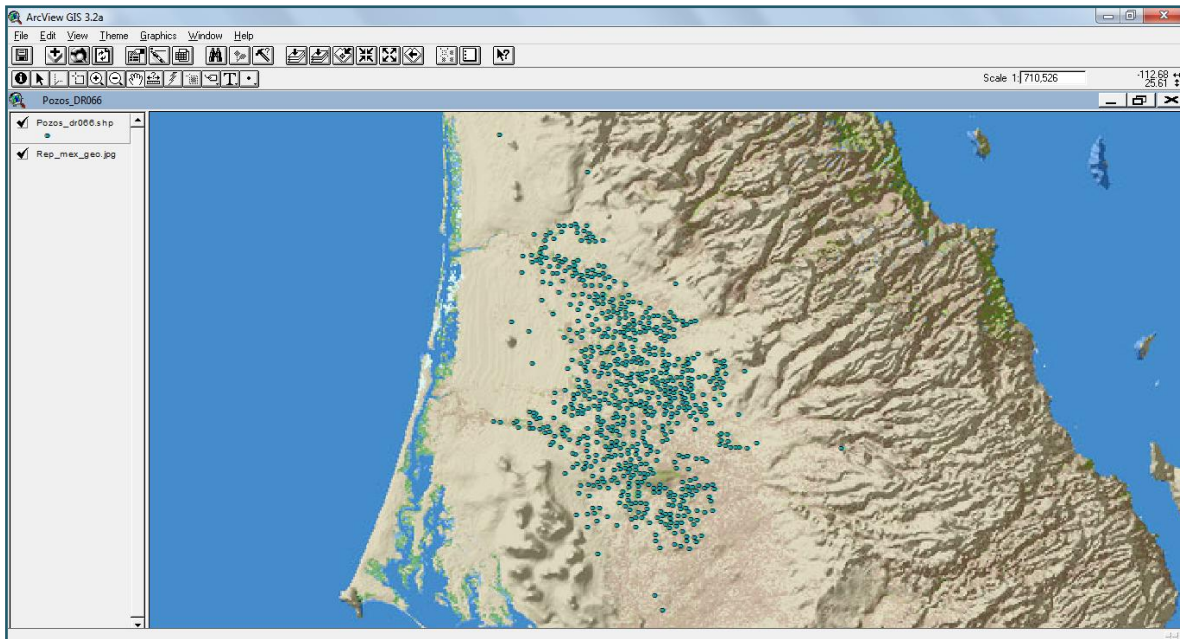 ArcView GIS 3.2a
File Edit View Theme Graphics Window Help
Scale 1: 710,526
-112.68
25.61
Pozos_DR066
Pozos_dr066.shp
Rep_mex_geo.jpg